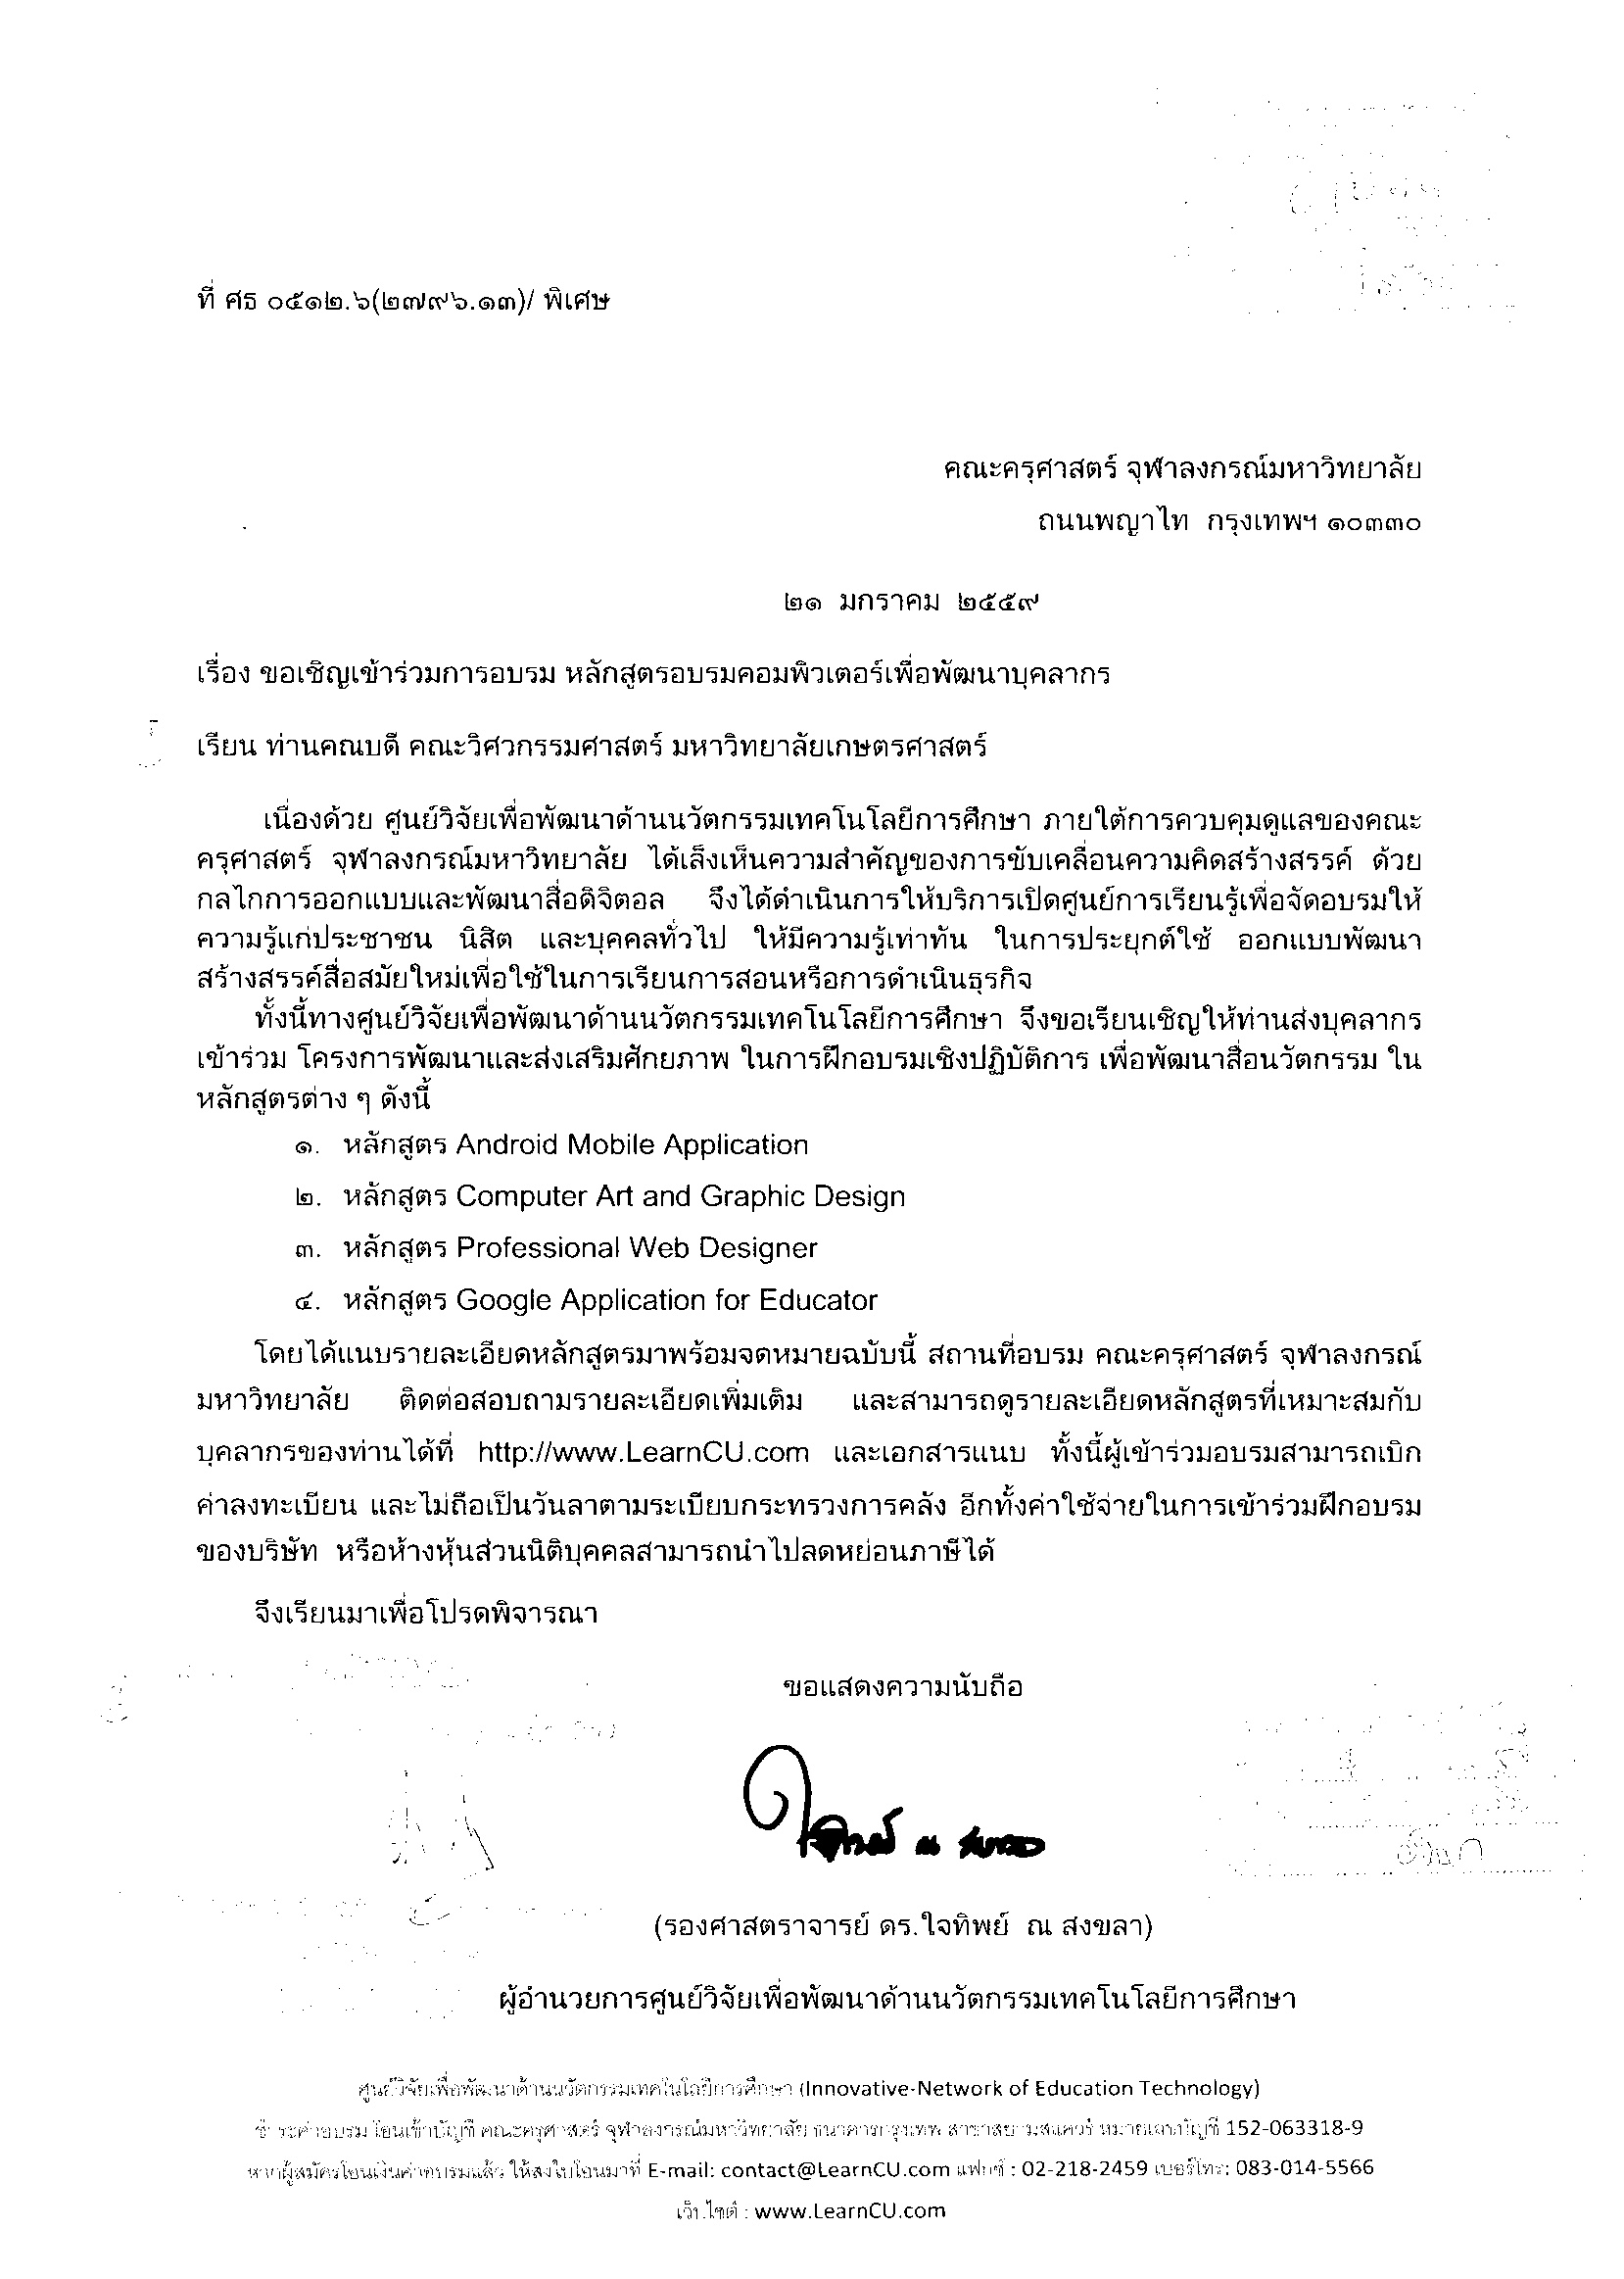 ที่ ศธ ๐๕๑๒.๖(๒๗๙๖.๑๓)/ พิเศษ
คณะครุศาสตร์ จุฬาลงกรณ์มหาวิทยาลัย
ถนนพญาไท กรุงเทพฯ ๑๐๓๓๐
๒๑ มกราคม ๒๕๕๙
เรื่อง ขอเชิญเข้าร่วมการอบรม หลักสูตรอบรมคอมพิวเตอร์เพื่อพัฒนาบุคลากร
เรียน ท่านคณบดี คณะวิศวกรรมศาสตร์ มหาวิทยาลัยเกษตรศาสตร์
เนื่องด้วย ศูนย์วิจัยเพื่อพัฒนาด้านนวัตกรรมเทคโนโลยีการศึกษา ภายใต้การควบคุมดูแลของคณะ
ครุศาสตร์ จุฬาลงกรณ์มหาวิทยาลัย ได้เล็งเห็นความสำคัญของการขับเคลื่อนความคิดสร้างสรรค์ ด้วย
กลไกการออกแบบและพัฒนาสื่อดิจิตอล จึงได้ดำเนินการให้บริการเปิดศูนย์การเรียนรู้เพื่อจัดอบรมให้
ความรู้แก่ประชาชน นิสิต และบุคคลทั่วไป ให้มีความรู้เท่าทัน ในการประยุกต์ใช้ ออกแบบพัฒนา
สร้างสรรค์สื่อสมัยใหม่เพื่อใช้ในการเรียนการสอนหรือการดำเนินธุรกิจ
ทั้งนี้ทางศูนย์วิจัยเพื่อพัฒนาด้านนวัตกรรมเทคโนโลยีการศึกษา จึงขอเรียนเชิญให้ท่านส่งบุคลากร
เข้าร่วม โครงการพัฒนาและส่งเสริมศักยภาพ ในการฝึกอบรมเชิงปฏิบัติการ เพื่อพัฒนาสื่อนวัตกรรม ใน
หลักสูตรต่าง ๆ ดังนี้
๑. หลักสูตร Android Mobile Application
๒. หลักสูตร Computer Art and Graphic Design
๓. หลักสูตร Professional Web Designer
๔. หลักสูตร Google Application for Educator
โดยได้แนบรายละเอียดหลักสูตรมาพร้อมจดหมายฉบับนี้ สถานที่อบรม คณะครุศาสตร์ จุฬาลงกรณ์
มหาวิทยาลัย ติดต่อสอบถามรายละเอียดเพิ่มเติม และสามารถดูรายละเอียดหลักสูตรที่เหมาะสมกับ
บุคลากรของท่านได้ที่ http://www.LearnCU.com และเอกสารแนบ ทั้งนี้ผู้เข้าร่วมอบรมสามารถเบิก
ค่าลงทะเบียน และไม่ถือเป็นวันลาตามระเบียบกระทรวงการคลัง อีกทั้งค่าใช้จ่ายในการเข้าร่วมฝึกอบรม
ของบริษัท หรือห้างหุ้นส่วนนิติบุคคลสามารถนำไปลดหย่อนภาษีได้
จึงเรียนมาเพื่อโปรดพิจารณา
ขอแสดงความนับถือ
ใจทิพย์ ณ สงขลา
(รองศาสตราจารย์ ดร.ใจทิพย์ ณ สงขลา)
ผู้อำนวยการศูนย์วิจัยเพื่อพัฒนาด้านนวัตกรรมเทคโนโลยีการศึกษา
ศูนย์วิจัยเพื่อพัฒนาด้านนวัตกรรมเทคโนโลยีการศึกษา (Innovative-Network of Education Technology)
ชำระค่าอบรม โอนเข้าบัญชี คณะครุศาสตร์ จุฬาลงกรณ์มหาวิทยาลัย ธนาคารกรุงเทพ สาขาสยามสแควร์ หมายเลขบัญชี 152-063318-9
หากผู้สมัครโอนเงินค่าอบรมแล้ว ให้ส่งใบโอนมาที่ E-mail: contact@LearnCU.com แฟกซ์ : 02-218-2459 เบอร์โทร: 083-014-5566
เว็บไซต์ : www.LearnCU.com